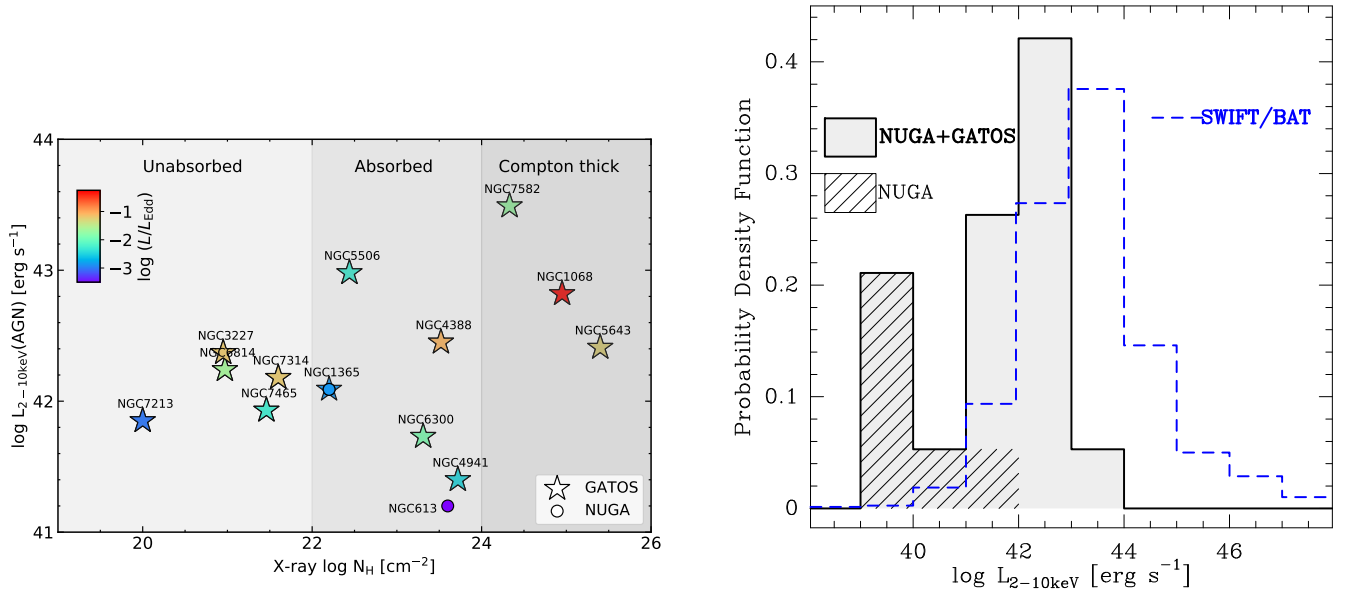 44
43
42
41
log L2−10keV(AGN) [erg s−1]
Unabsorbed
Absorbed
Compton thick
−1
−2
−3
log (L/LEdd)
NGC7582
NGC5506
NGC1068
NGC4388
NGC5643
NGC3227
NGC6814
NGC7314
NGC1365
NGC7213
NGC7465
NGC6300
NGC4941
NGC613
GATOS
NUGA
20
22
24
26
X-ray log NH [cm−2]
Probability Density Function
0.4
0.3
0.2
0.1
0
NUGA+GATOS
NUGA
SWIFT/BAT
40
42
44
46
log L2−10keV [erg s−1]